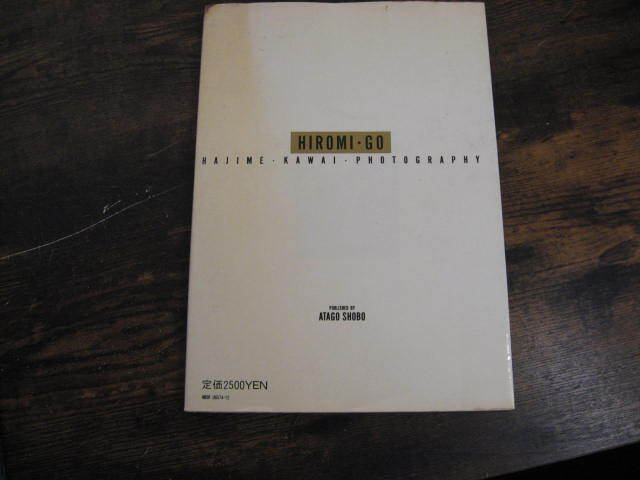 HIROMI・GO
HAJIME・KAWAI・PHOTOGRAPHY
PUBLISHED BY
ATAGO SHOBO
定価2500YEN